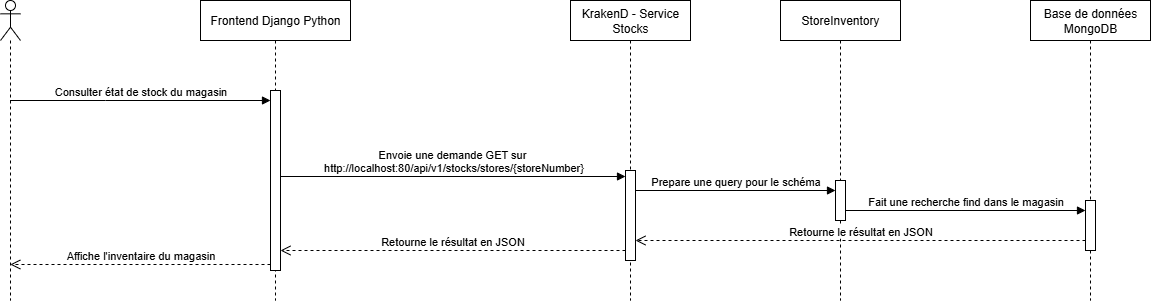 Frontend Django Python
KrakenD - Service
Stocks
StoreInventory
Base de données
MongoDB
Consulter état de stock du magasin
Envoie une demande GET sur
http://localhost:80/api/v1/stocks/stores/{storeNumber}
Prepare une query pour le schéma
Fait une recherche find dans le magasin
Retourne le résultat en JSON
Retourne le résultat en JSON
Affiche l'inventaire du magasin